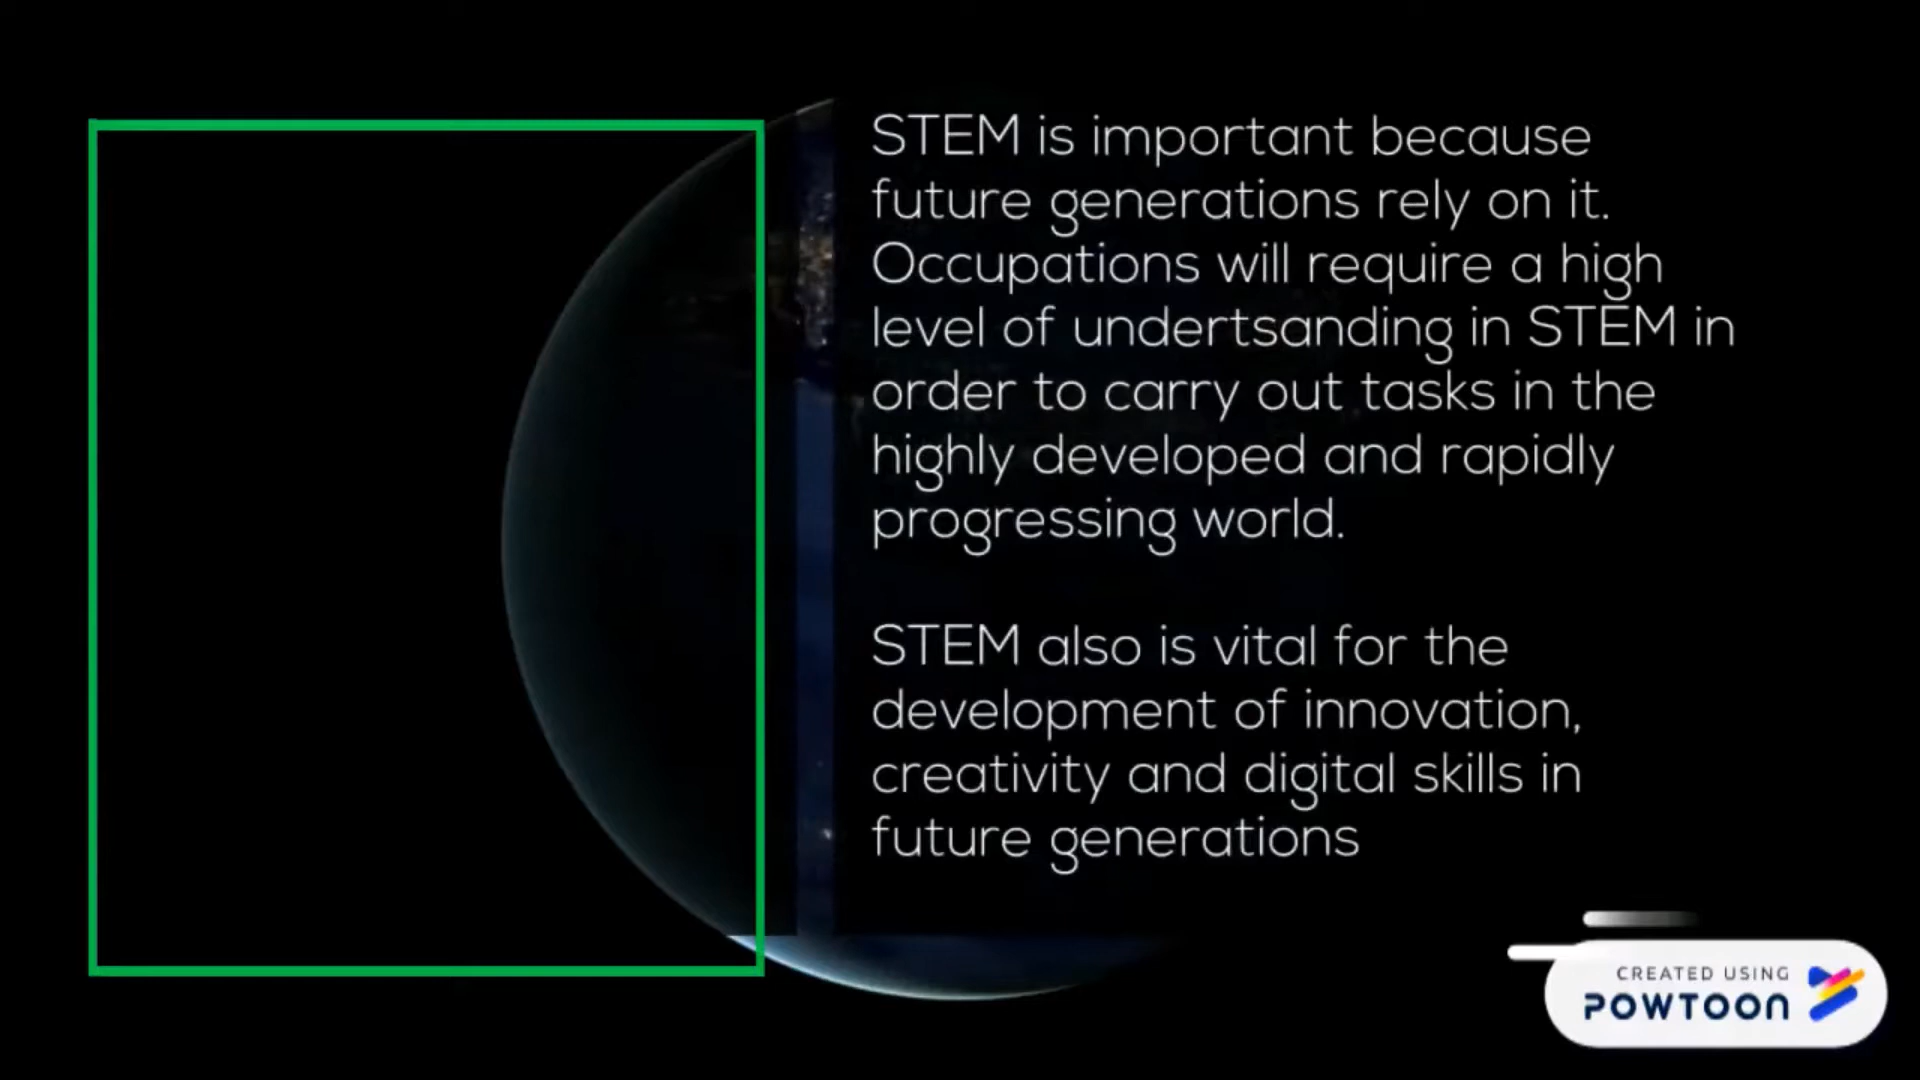 STEM is important because
future generations rely on it.
Occupations will require a high
level of undertsanding in STEM in
order to carry out tasks in the
highly developed and rapidly
progressing world.
STEM also is vital for the
development of innovation,
creativity and digital skills in
future generations
CREATED USING
POWTOON